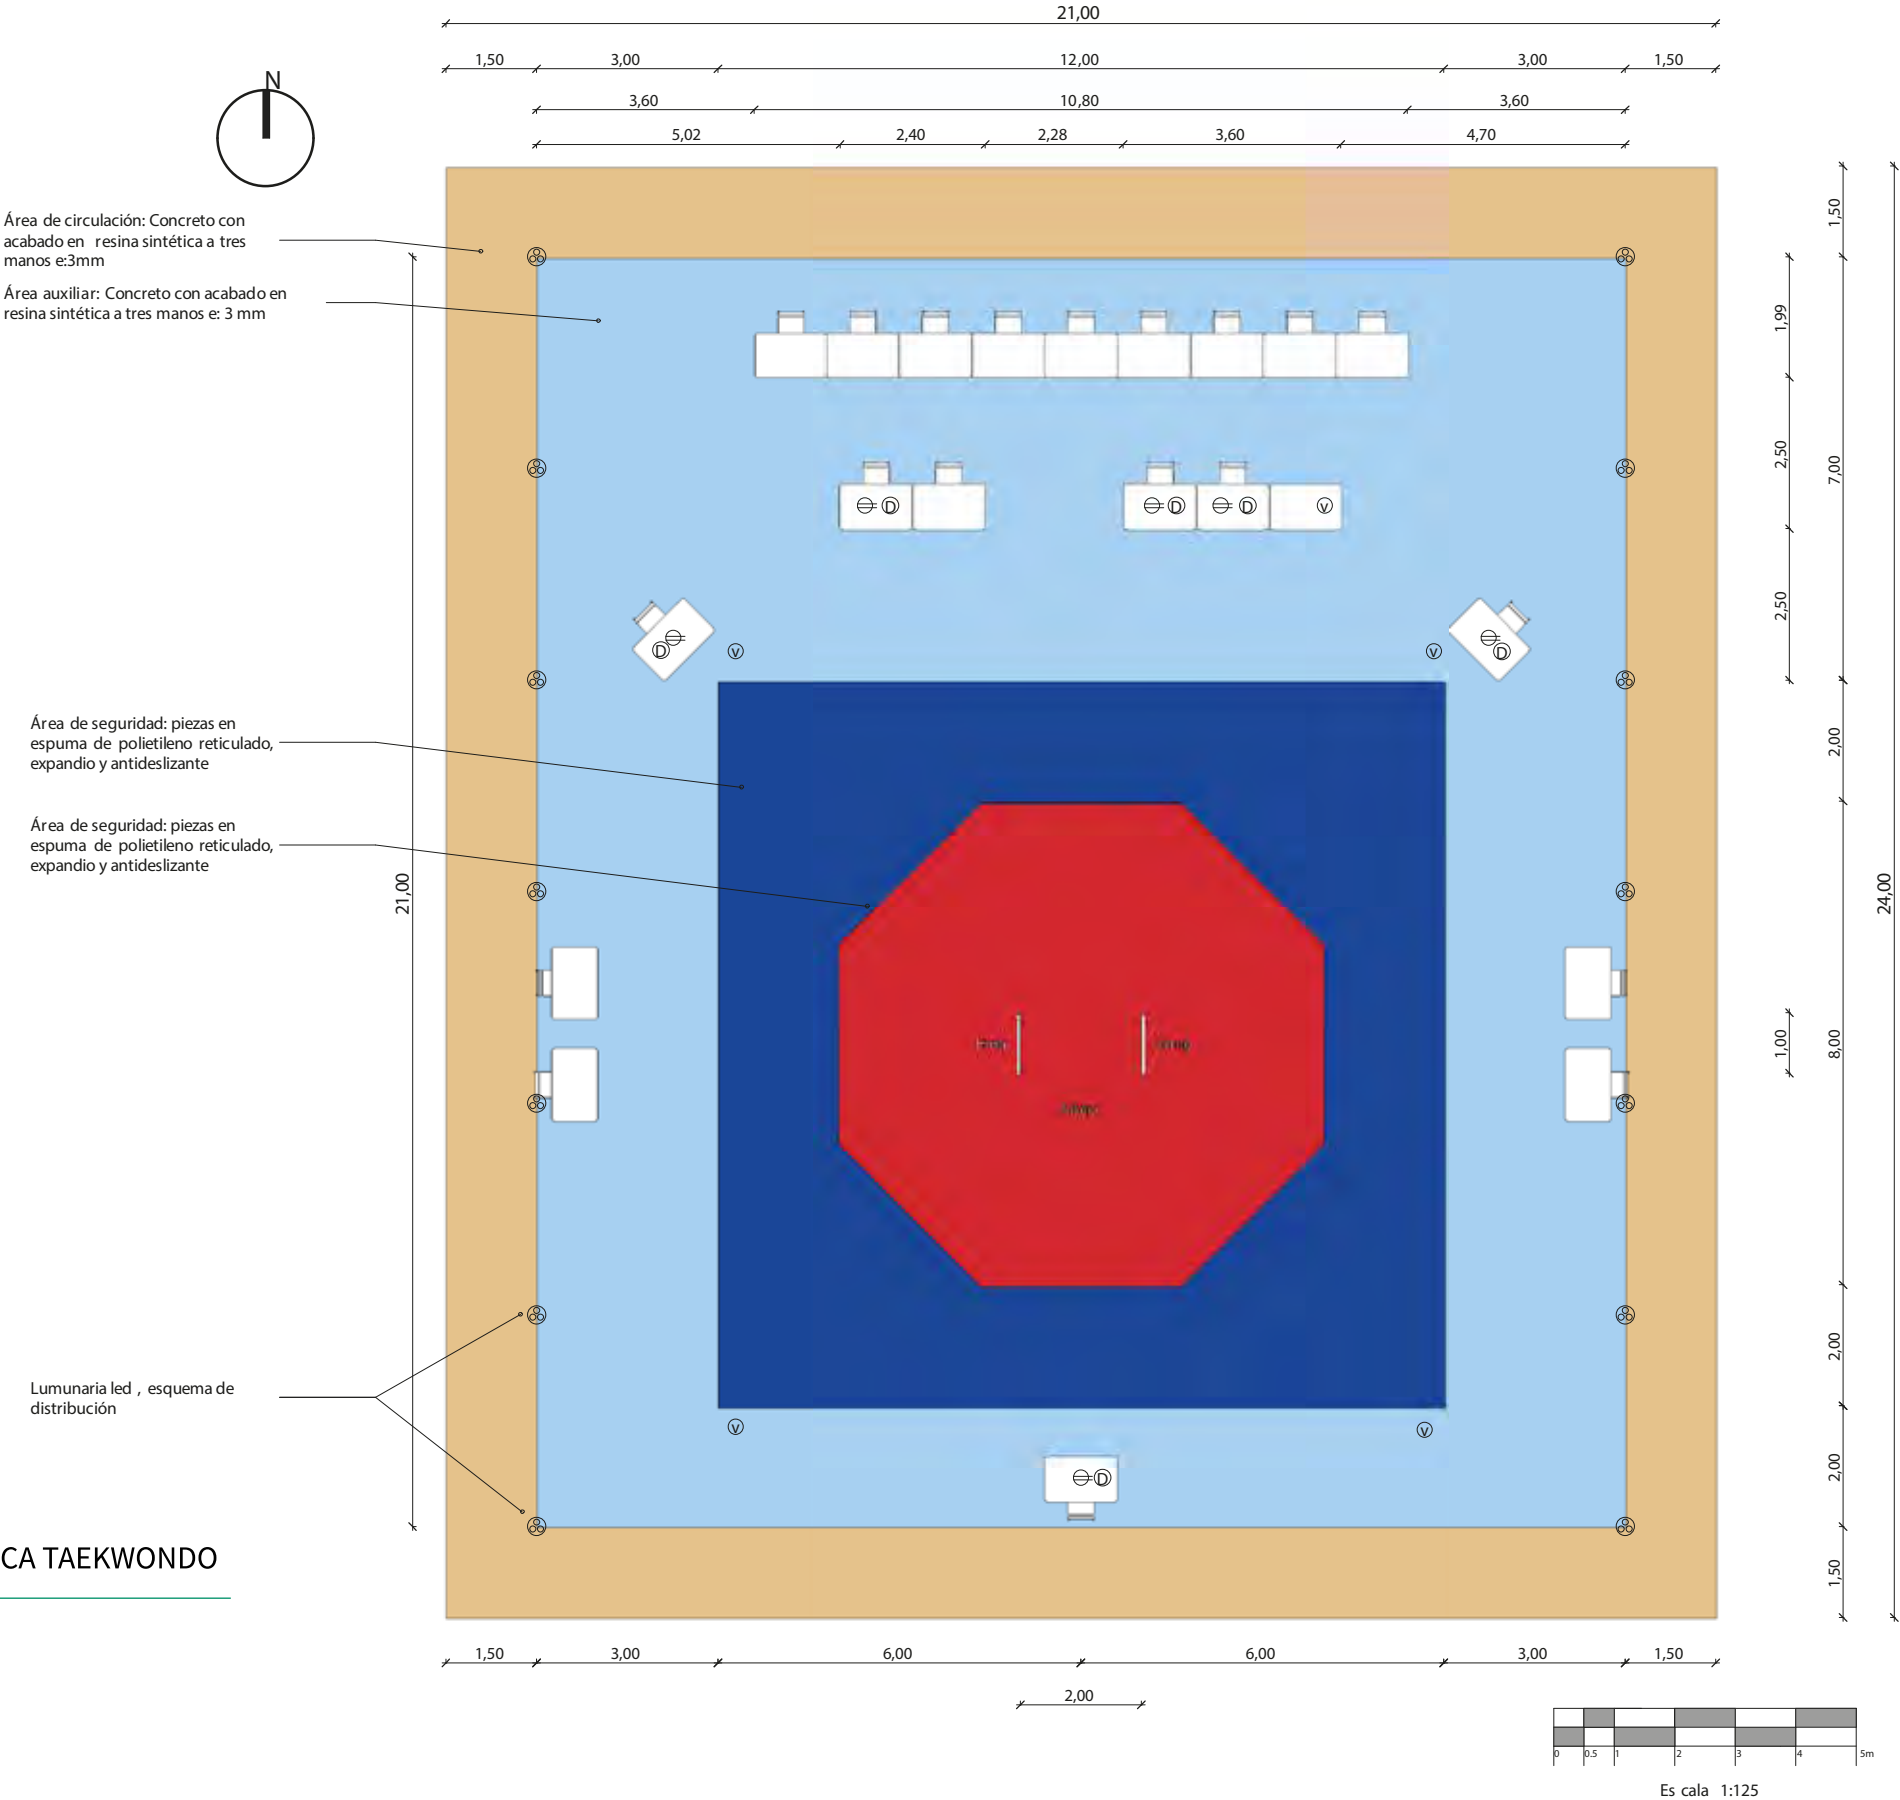 21,00
1,50
3,00
12,00
3,00
1,50
N
3,60
10,80
3,60
5,02
2,40
2,28
3,60
4,70
Área de circulación: Concreto con
acabado en resina sintética a tres
manos e:3mm
Área auxiliar: Concreto con acabado en
resina sintética a tres manos e: 3 mm
1,50
1,99
2,50
7,00
D
D
D
V
2,50
D
V
V
D
Área de seguridad: piezas en
espuma de polietileno reticulado,
expandio y antideslizante
2,00
Área de seguridad: piezas en
espuma de polietileno reticulado,
expandio y antideslizante
21,00
24,00
1,00
8,00
2,00
Lumunaria led , esquema de
distribución
V
V
2,00
D
CA TAEKWONDO
1,50
1,50
3,00
6,00
6,00
3,00
1,50
2,00
0
0.5
1
2
3
4
5m
Es cala 1:125